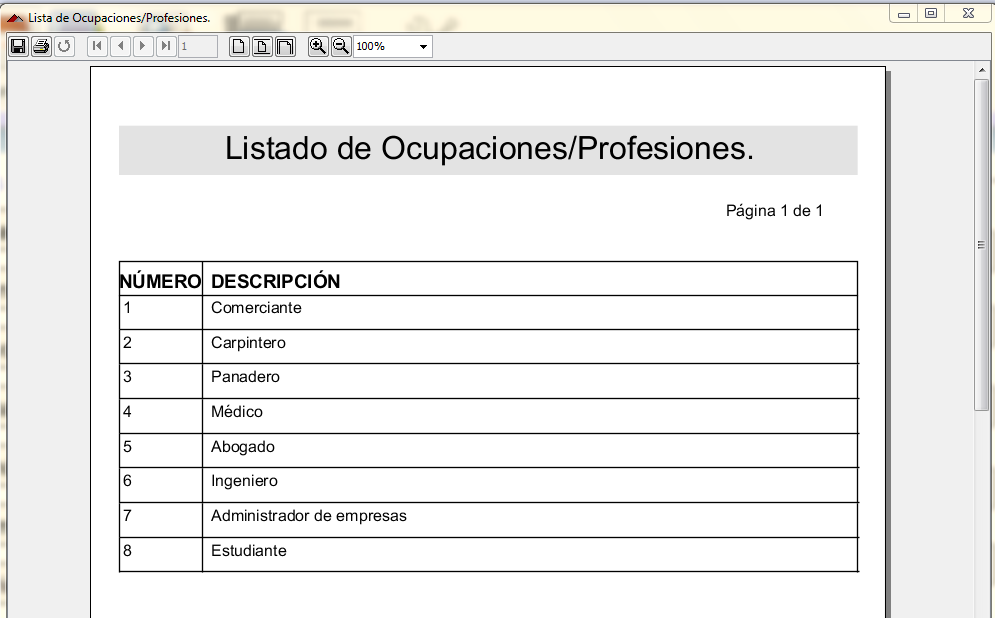 Lista de Ocupaciones/Profesiones.
1 100%
Listado de Ocupaciones/Profesiones.
Página 1 de 1
NÚMERO DESCRIPCIÓN
1 Comerciante
2 Carpintero
3 Panadero
4 Médico
5 Abogado
6 Ingeniero
7 Administrador de empresas
8 Estudiante